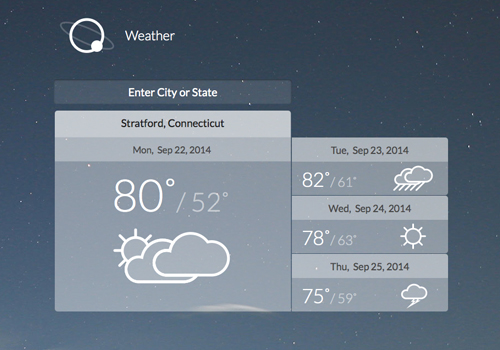 Weather
Enter City or State
Stratford, Connecticut
Mon, Sep 22, 2014
80°/52°
Tue, Sep 23, 2014
82°/61°
Wed, Sep 24, 2014
78°/63°
Thu, Sep 25, 2014
75°/59°